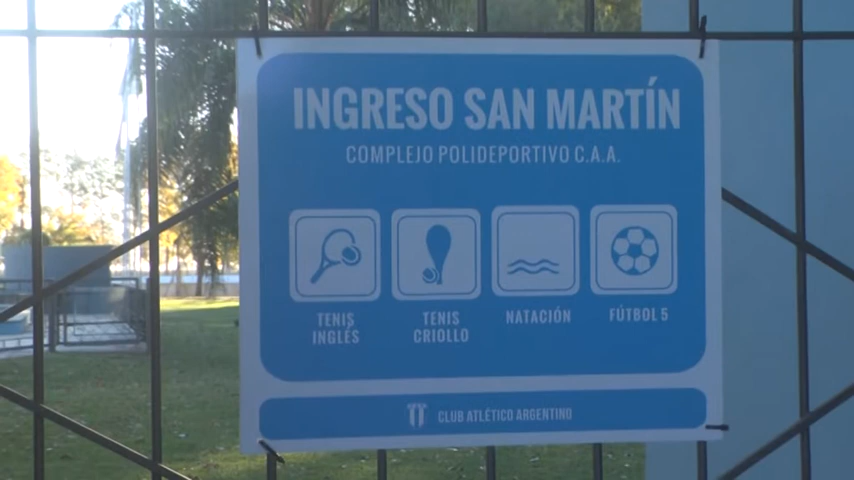 INGRESO SAN MARTÍN
COMPLEJO POLIDEPORTIVO C.A.A.
TENIS
INGLÉS
TENIS
CRIOLLO
NATACIÓN
FÚTBOL 5
CLUB ATLÉTICO ARGENTINO